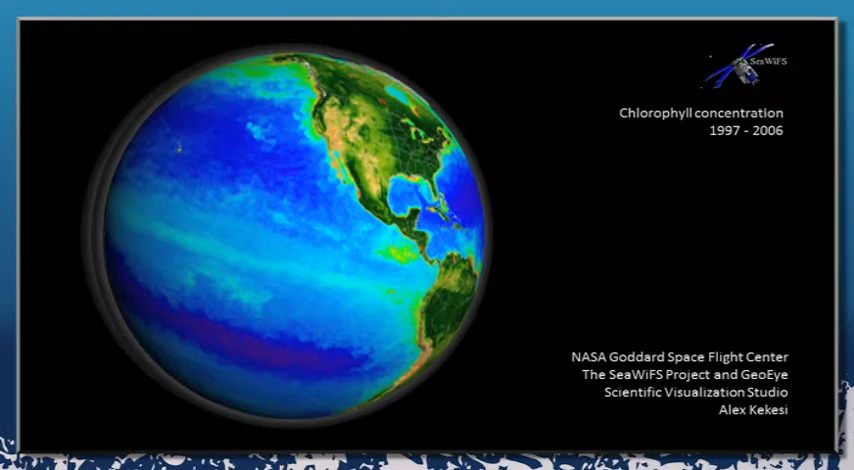 SeaWiFS
Chlorophyll concentration
1997 - 2006
NASA Goddard Space Flight Center
The SeaWiFS Project and GeoEye
Scientific Visualization Studio
Alex Kekesi